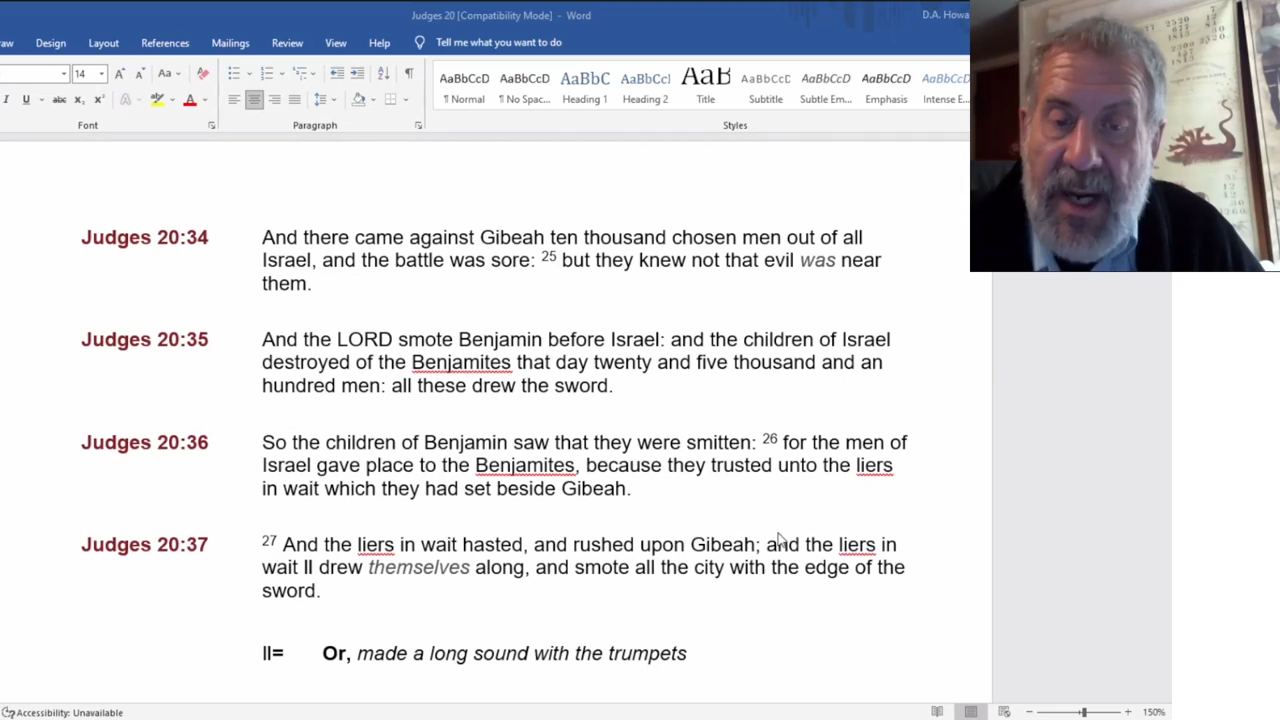 Judges 20 [Compatibility Mode] - Word
D.A. Howa
aw Design Layout References Mailings Review View Help Tell me what you want to do
14 Aa
I U abc x₂ x² A A
AaBbCcD AaBbCcD AaBbC AaBbCcI AaB AaBbCcD AaBbCcD AaBbCcD AaBbCcD
¶ Normal ¶ No Spac... Heading 1 Heading 2 Title Subtitle Subtle Em... Emphasis Intense E...
Font Paragraph Styles
Judges 20:34 And there came against Gibeah ten thousand chosen men out of all
Israel, and the battle was sore: 25 but they knew not that evil was near
them.
Judges 20:35 And the LORD smote Benjamin before Israel: and the children of Israel
destroyed of the Benjamites that day twenty and five thousand and an
hundred men: all these drew the sword.
Judges 20:36 So the children of Benjamin saw that they were smitten: 26 for the men of
Israel gave place to the Benjamites, because they trusted unto the liers
in wait which they had set beside Gibeah.
Judges 20:37 27 And the liers in wait hasted, and rushed upon Gibeah; and the liers in
wait ll drew themselves along, and smote all the city with the edge of the
sword.
ll= Or, made a long sound with the trumpets
Accessibility: Unavailable
150%
2520
1260